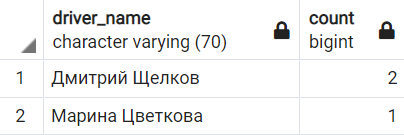 driver_name count
character varying (70) bigint
1 Дмитрий Щелков 2
2 Марина Цветкова 1